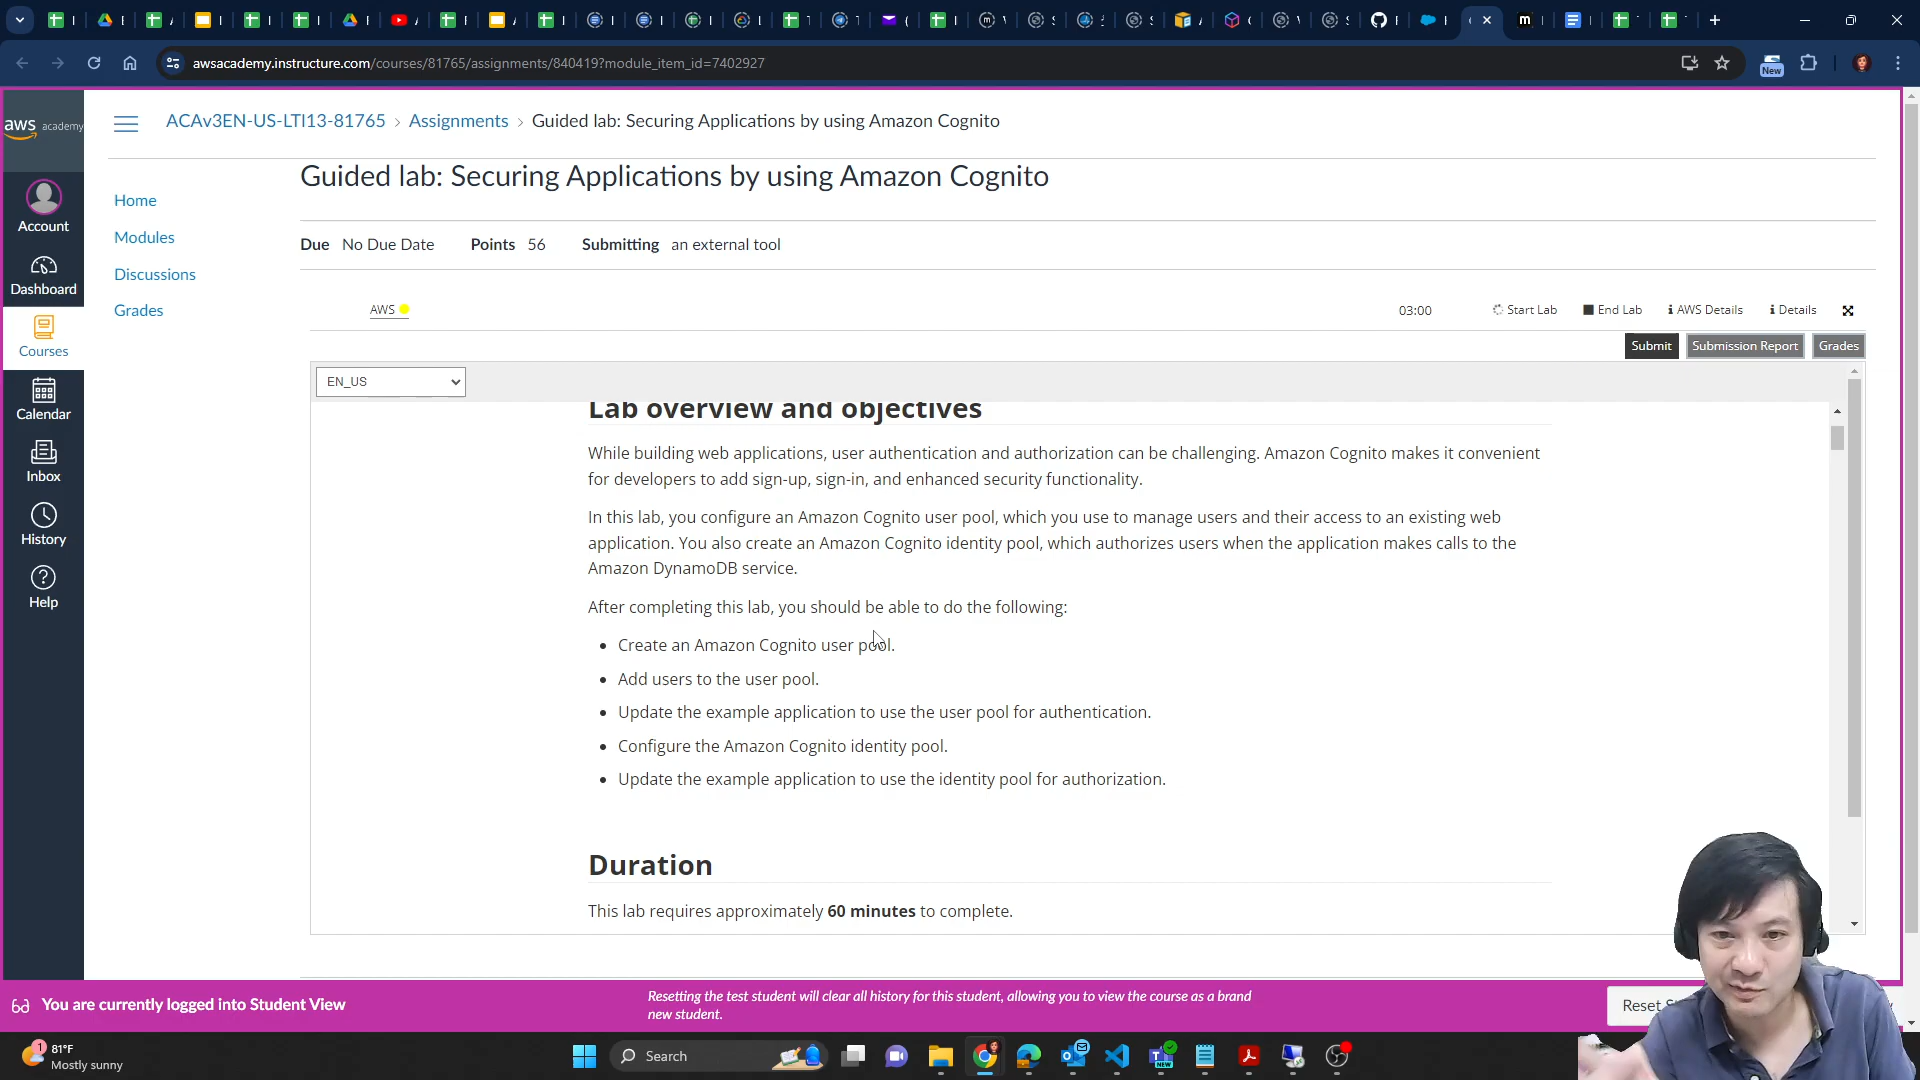 awsacademy.instructure.com/courses/81765/assignments/840419?module_item_id=7402927
New
aws academy
ACAv3EN-US-LTI13-81765 > Assignments > Guided lab: Securing Applications by using Amazon Cognito
Guided lab: Securing Applications by using Amazon Cognito
Account
Dashboard
Courses
Calendar
Inbox
History
Help
Home
Modules
Discussions
Grades
Due No Due Date Points 56 Submitting an external tool
AWS
03:00
Start Lab
End Lab
AWS Details
Details
Submit
Submission Report
Grades
EN_US
Lab overview and objectives
While building web applications, user authentication and authorization can be challenging. Amazon Cognito makes it convenient
for developers to add sign-up, sign-in, and enhanced security functionality.
In this lab, you configure an Amazon Cognito user pool, which you use to manage users and their access to an existing web
application. You also create an Amazon Cognito identity pool, which authorizes users when the application makes calls to the
Amazon DynamoDB service.
After completing this lab, you should be able to do the following:
• Create an Amazon Cognito user pool.
• Add users to the user pool.
• Update the example application to use the user pool for authentication.
• Configure the Amazon Cognito identity pool.
• Update the example application to use the identity pool for authorization.
Duration
This lab requires approximately 60 minutes to complete.
You are currently logged into Student View
Resetting the test student will clear all history for this student, allowing you to view the course as a brand
new student.
Reset
1
81°F
Mostly sunny
Search
NEW